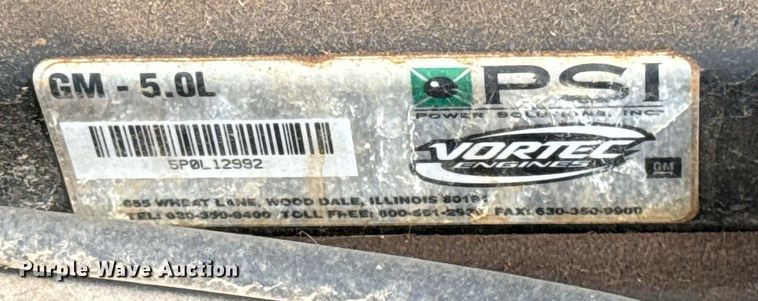 GM - 5.0L
5P0L12992
PSI
POWER SOLUTIONS, INC.
VORTEC
ENGINES
GM
655 WHEAT LANE, WOOD DALE, ILLINOIS
TEL: 630-350-9400 TOLL FREE: FAX: 630-350-9900
Purple Wave Auction